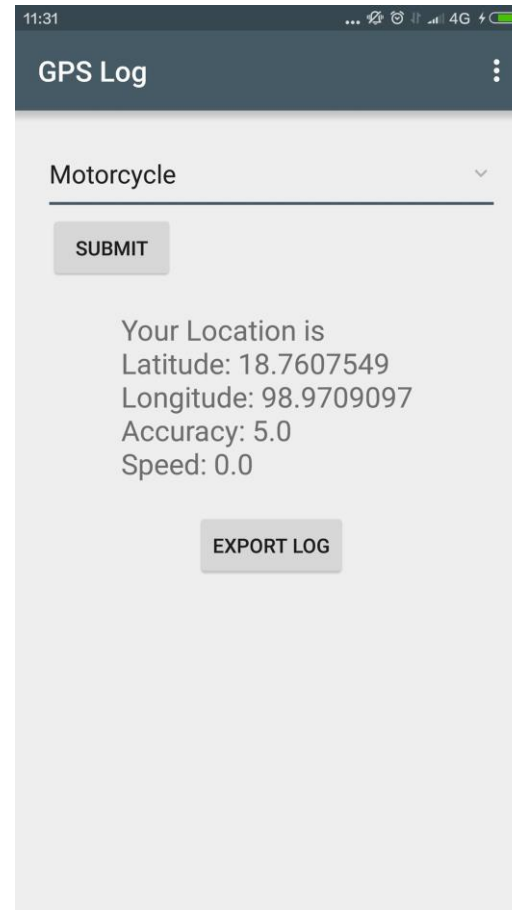 11:31
... 4G
GPS Log
Motorcycle
SUBMIT
Your Location is
Latitude: 18.7607549
Longitude: 98.9709097
Accuracy: 5.0
Speed: 0.0
EXPORT LOG